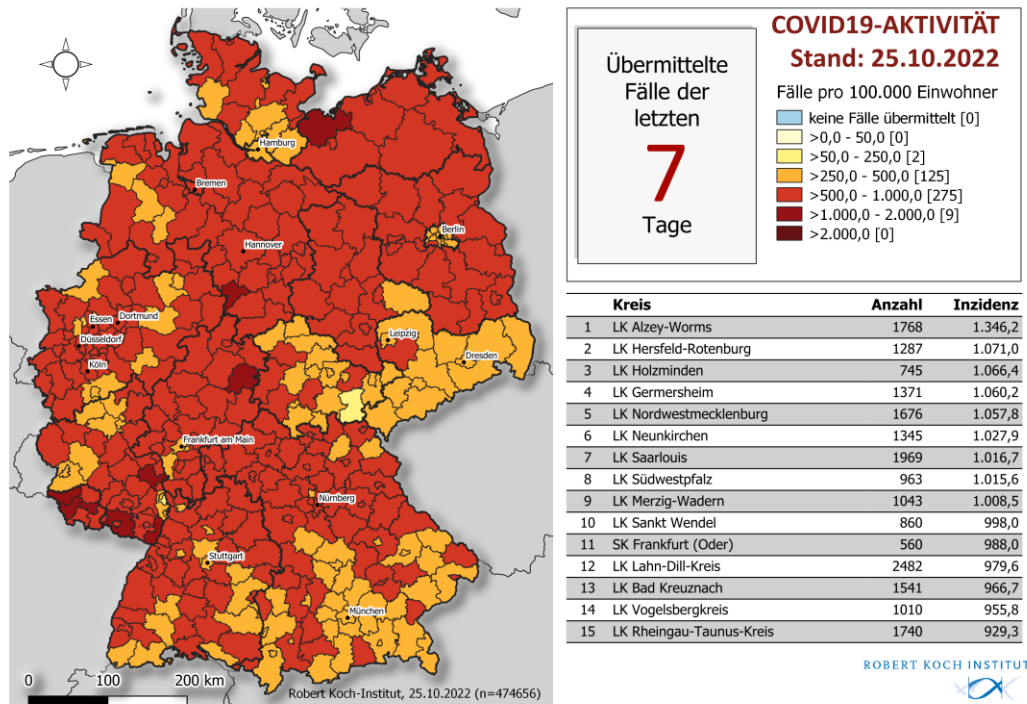 COVID19-AKTIVITÄT
Stand: 25.10.2022
Übermittelte
Fälle der
letzten
7
Tage
Fälle pro 100.000 Einwohner
keine Fälle übermittelt [0]
>0,0 - 50,0 [0]
>50,0 - 250,0 [2]
>250,0 - 500,0 [125]
>500,0 - 1.000,0 [275]
>1.000,0 - 2.000,0 [9]
>2.000,0 [0]
Hamburg
Bremen
Berlin
Hannover
Essen
Dortmund
Düsseldorf
Köln
Leipzig
Dresden
Frankfurt am Main
Nürnberg
Stuttgart
München
0 100 200 km
Robert Koch-Institut, 25.10.2022 (n=474656)
Kreis Anzahl Inzidenz
1 LK Alzey-Worms 1768 1.346,2
2 LK Hersfeld-Rotenburg 1287 1.071,0
3 LK Holzminden 745 1.066,4
4 LK Germersheim 1371 1.060,2
5 LK Nordwestmecklenburg 1676 1.057,8
6 LK Neunkirchen 1345 1.027,9
7 LK Saarlouis 1969 1.016,7
8 LK Südwestpfalz 963 1.015,6
9 LK Merzig-Wadern 1043 1.008,5
10 LK Sankt Wendel 860 998,0
11 SK Frankfurt (Oder) 560 988,0
12 LK Lahn-Dill-Kreis 2482 979,6
13 LK Bad Kreuznach 1541 966,7
14 LK Vogelsbergkreis 1010 955,8
15 LK Rheingau-Taunus-Kreis 1740 929,3
ROBERT KOCH INSTITUT